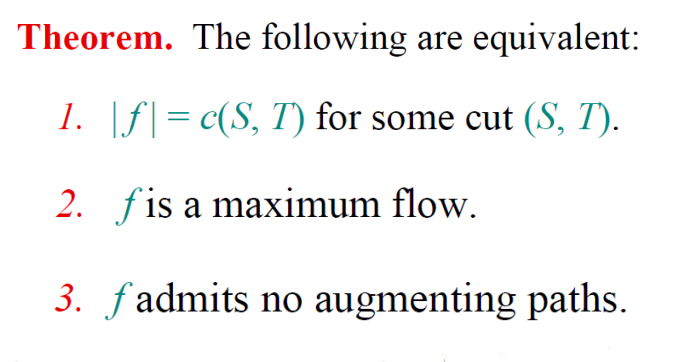 Theorem. The following are equivalent:
1. |f| = c(S, T) for some cut (S, T).
2. f is a maximum flow.
3. f admits no augmenting paths.